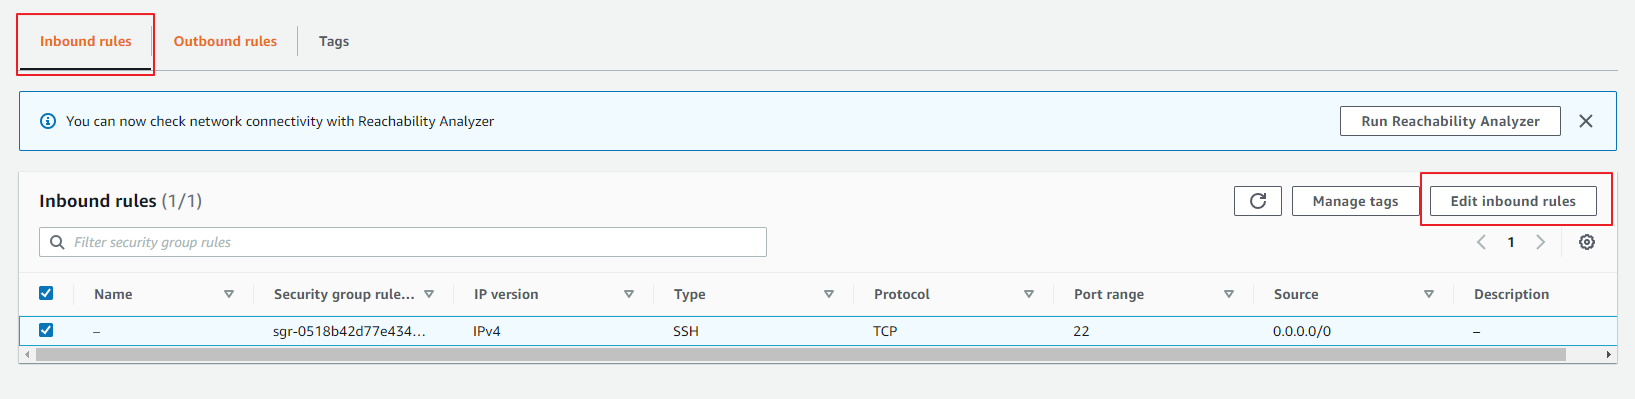 Inbound rules Outbound rules Tags
You can now check network connectivity with Reachability Analyzer Run Reachability Analyzer
Inbound rules (1/1) Manage tags Edit inbound rules
Filter security group rules 1
Name Security group rule... IP version Type Protocol Port range Source Description
– sgr-0518b42d77e434... IPv4 SSH TCP 22 0.0.0.0/0 –